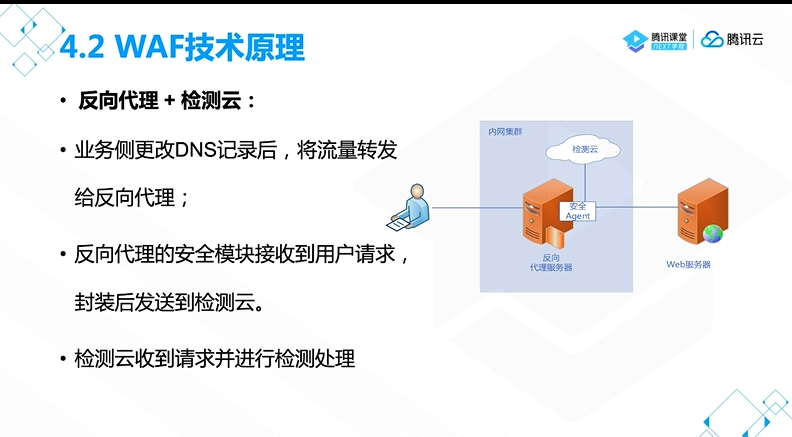 4.2 WAF技术原理
腾讯课堂
NEXT学院
腾讯云
• 反向代理 + 检测云：
• 业务侧更改DNS记录后，将流量转发
给反向代理；
• 反向代理的安全模块接收到用户请求，
封装后发送到检测云。
• 检测云收到请求并进行检测处理
内网集群
检测云
安全
Agent
反向
代理服务器
Web服务器